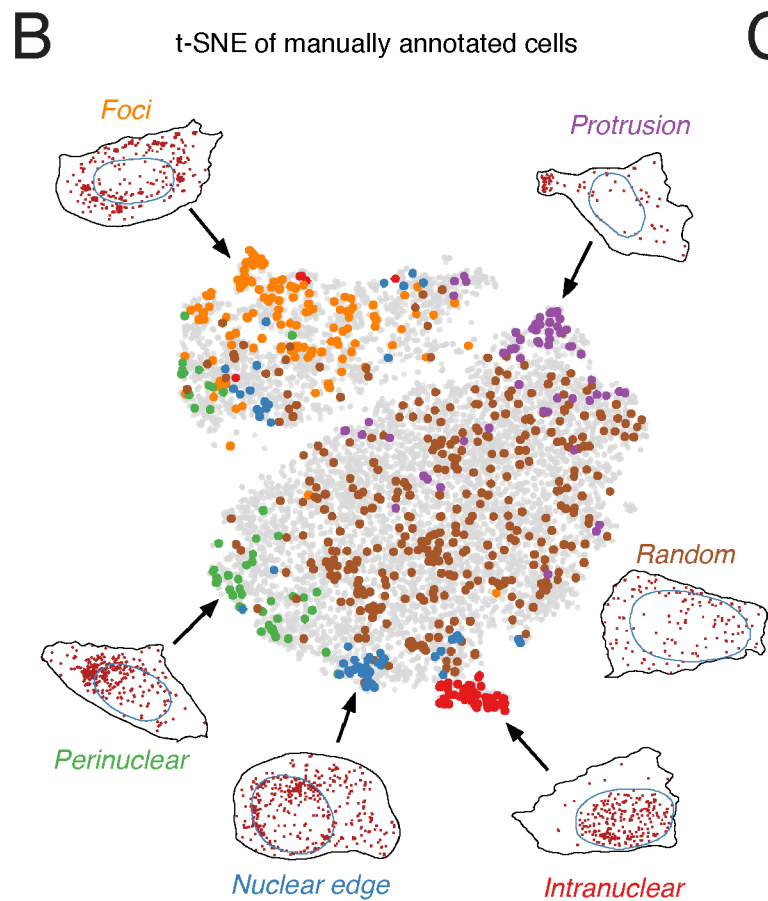 B
C
t-SNE of manually annotated cells
Foci
Protrusion
Random
Perinuclear
Nuclear edge
Intranuclear